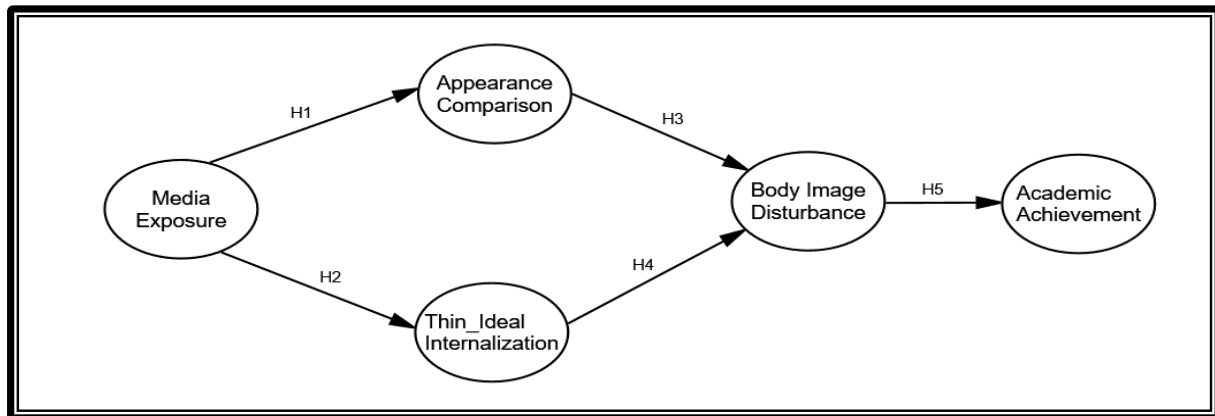 Appearance
Comparison
H1
H3
Media
Exposure
Body Image
Disturbance
H5
Academic
Achievement
H2
H4
Thin_Ideal
Internalization